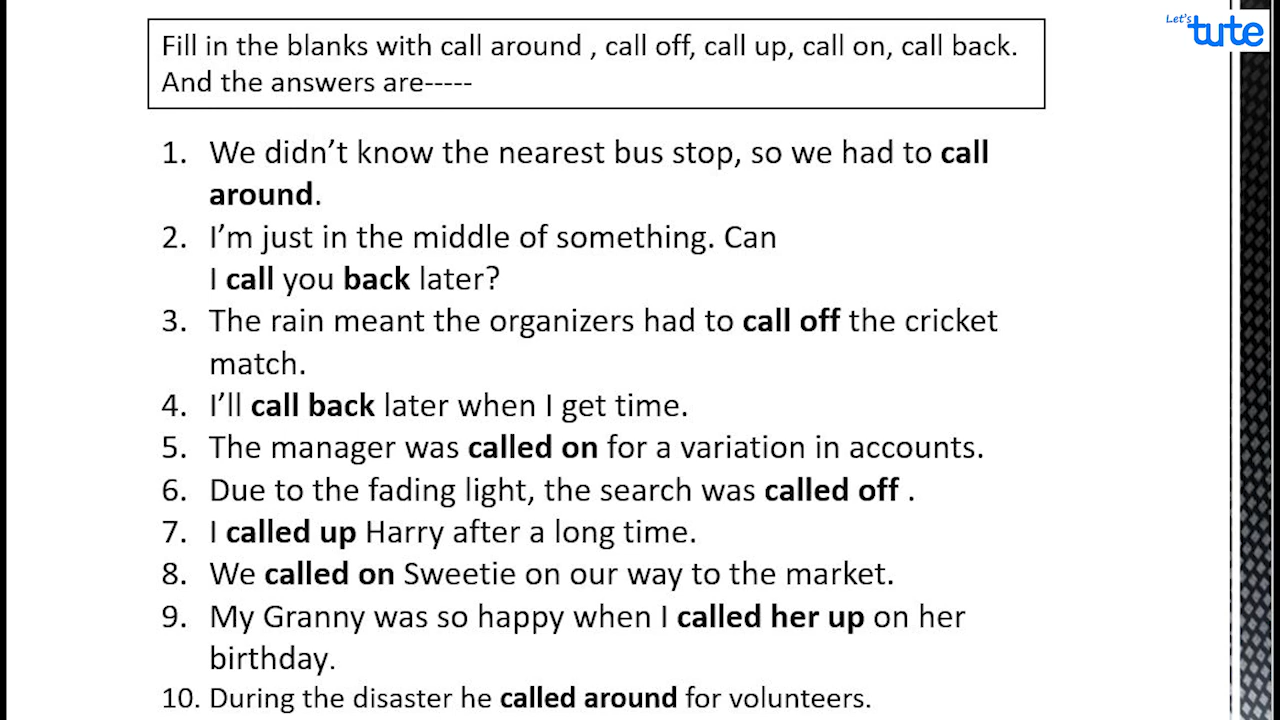 Let's
tute
Fill in the blanks with call around , call off, call up, call on, call back.
And the answers are-----
1. We didn’t know the nearest bus stop, so we had to call
around.
2. I’m just in the middle of something. Can
I call you back later?
3. The rain meant the organizers had to call off the cricket
match.
4. I’ll call back later when I get time.
5. The manager was called on for a variation in accounts.
6. Due to the fading light, the search was called off .
7. I called up Harry after a long time.
8. We called on Sweetie on our way to the market.
9. My Granny was so happy when I called her up on her
birthday.
10. During the disaster he called around for volunteers.